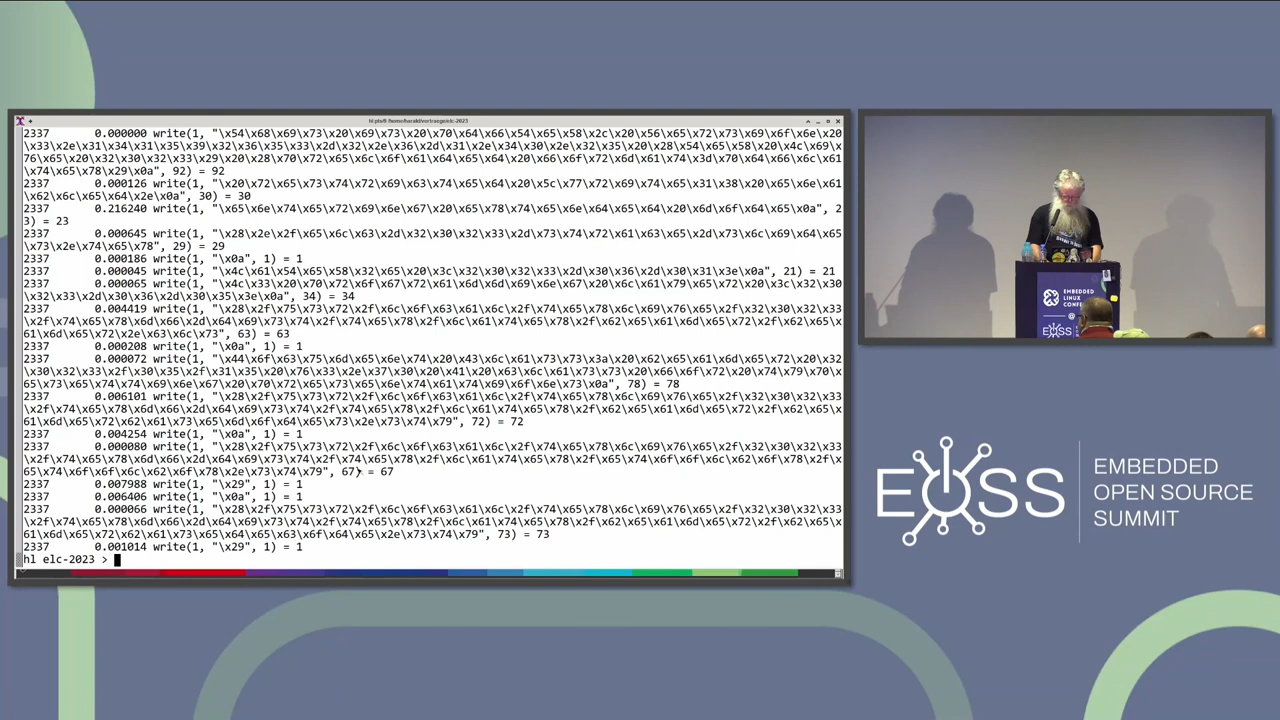 hl pts/8 /home/harald/vortraege/elc-2023
2337 0.000000 write(1, "\x54\x68\x69\x73\x20\x69\x73\x20\x70\x64\x66\x54\x65\x58\x2c\x20\x56\x65\x72\x73\x69\x6f\x6e\x20
\x33\x2e\x31\x34\x31\x35\x39\x32\x36\x35\x33\x2d\x32\x2e\x36\x2d\x31\x2e\x34\x30\x2e\x32\x35\x20\x28\x54\x65\x58\x20\x4c\x69\x
76\x65\x20\x32\x30\x32\x33\x29\x20\x28\x70\x72\x65\x6c\x6f\x61\x64\x65\x64\x20\x66\x6f\x72\x6d\x61\x74\x3d\x70\x64\x66\x6c\x61
\x74\x65\x78\x29\x0a", 92) = 92
2337 0.000126 write(1, "\x20\x72\x65\x73\x74\x72\x69\x63\x74\x65\x64\x20\x5c\x77\x72\x69\x74\x65\x31\x38\x20\x65\x6e\x61
\x62\x6c\x65\x64\x2e\x0a", 30) = 30
2337 0.216240 write(1, "\x65\x6e\x74\x65\x72\x69\x6e\x67\x20\x65\x78\x74\x65\x6e\x64\x65\x64\x20\x6d\x6f\x64\x65\x0a", 2
3) = 23
2337 0.000645 write(1, "\x28\x2e\x2f\x65\x6c\x63\x2d\x32\x30\x32\x33\x2d\x73\x74\x72\x61\x63\x65\x2d\x73\x6c\x69\x64\x65
\x73\x2e\x74\x65\x78", 29) = 29
2337 0.000186 write(1, "\x0a", 1) = 1
2337 0.000045 write(1, "\x4c\x61\x54\x65\x58\x32\x65\x20\x3c\x32\x30\x32\x32\x2d\x30\x36\x2d\x30\x31\x3e\x0a", 21) = 21
2337 0.000065 write(1, "\x4c\x33\x20\x70\x72\x6f\x67\x72\x61\x6d\x6d\x69\x6e\x67\x20\x6c\x61\x79\x65\x72\x20\x3c\x32\x30
\x32\x33\x2d\x30\x36\x2d\x30\x35\x3e\x0a", 34) = 34
2337 0.004419 write(1, "\x28\x2f\x75\x73\x72\x2f\x6c\x6f\x63\x61\x6c\x2f\x74\x65\x78\x6c\x69\x76\x65\x2f\x32\x30\x32\x33
\x2f\x74\x65\x78\x6d\x66\x2d\x64\x69\x73\x74\x2f\x74\x65\x78\x2f\x6c\x61\x74\x65\x78\x2f\x62\x65\x61\x6d\x65\x72\x2f\x62\x65\x
61\x6d\x65\x72\x2e\x63\x6c\x73", 63) = 63
2337 0.000208 write(1, "\x0a", 1) = 1
2337 0.000072 write(1, "\x44\x6f\x63\x75\x6d\x65\x6e\x74\x20\x43\x6c\x61\x73\x73\x3a\x20\x62\x65\x61\x6d\x65\x72\x20\x32
\x30\x32\x33\x2f\x30\x35\x2f\x31\x35\x20\x76\x33\x2e\x37\x30\x20\x41\x20\x63\x6c\x61\x73\x73\x20\x66\x6f\x72\x20\x74\x79\x70\x
65\x73\x65\x74\x74\x69\x6e\x67\x20\x70\x72\x65\x73\x65\x6e\x74\x61\x74\x69\x6f\x6e\x73\x0a", 78) = 78
2337 0.006101 write(1, "\x28\x2f\x75\x73\x72\x2f\x6c\x6f\x63\x61\x6c\x2f\x74\x65\x78\x6c\x69\x76\x65\x2f\x32\x30\x32\x33
\x2f\x74\x65\x78\x6d\x66\x2d\x64\x69\x73\x74\x2f\x74\x65\x78\x2f\x6c\x61\x74\x65\x78\x2f\x62\x65\x61\x6d\x65\x72\x2f\x62\x65\x
61\x6d\x65\x72\x62\x61\x73\x65\x6d\x6f\x64\x65\x73\x2e\x73\x74\x79", 72) = 72
2337 0.004254 write(1, "\x0a", 1) = 1
2337 0.000080 write(1, "\x28\x2f\x75\x73\x72\x2f\x6c\x6f\x63\x61\x6c\x2f\x74\x65\x78\x6c\x69\x76\x65\x2f\x32\x30\x32\x33
\x2f\x74\x65\x78\x6d\x66\x2d\x64\x69\x73\x74\x2f\x74\x65\x78\x2f\x6c\x61\x74\x65\x78\x2f\x65\x74\x6f\x6f\x6c\x62\x6f\x78\x2f\x
65\x74\x6f\x6f\x6c\x62\x6f\x78\x2e\x73\x74\x79", 67) = 67
2337 0.007988 write(1, "\x29", 1) = 1
2337 0.006406 write(1, "\x0a", 1) = 1
2337 0.000066 write(1, "\x28\x2f\x75\x73\x72\x2f\x6c\x6f\x63\x61\x6c\x2f\x74\x65\x78\x6c\x69\x76\x65\x2f\x32\x30\x32\x33
\x2f\x74\x65\x78\x6d\x66\x2d\x64\x69\x73\x74\x2f\x74\x65\x78\x2f\x6c\x61\x74\x65\x78\x2f\x62\x65\x61\x6d\x65\x72\x2f\x62\x65\x
61\x6d\x65\x72\x62\x61\x73\x65\x64\x65\x63\x6f\x64\x65\x2e\x73\x74\x79", 73) = 73
2337 0.001014 write(1, "\x29", 1) = 1
hl elc-2023 >
EMBEDDED
LINUX
EOSS
EMBEDDED
OPEN SOURCE
SUMMIT